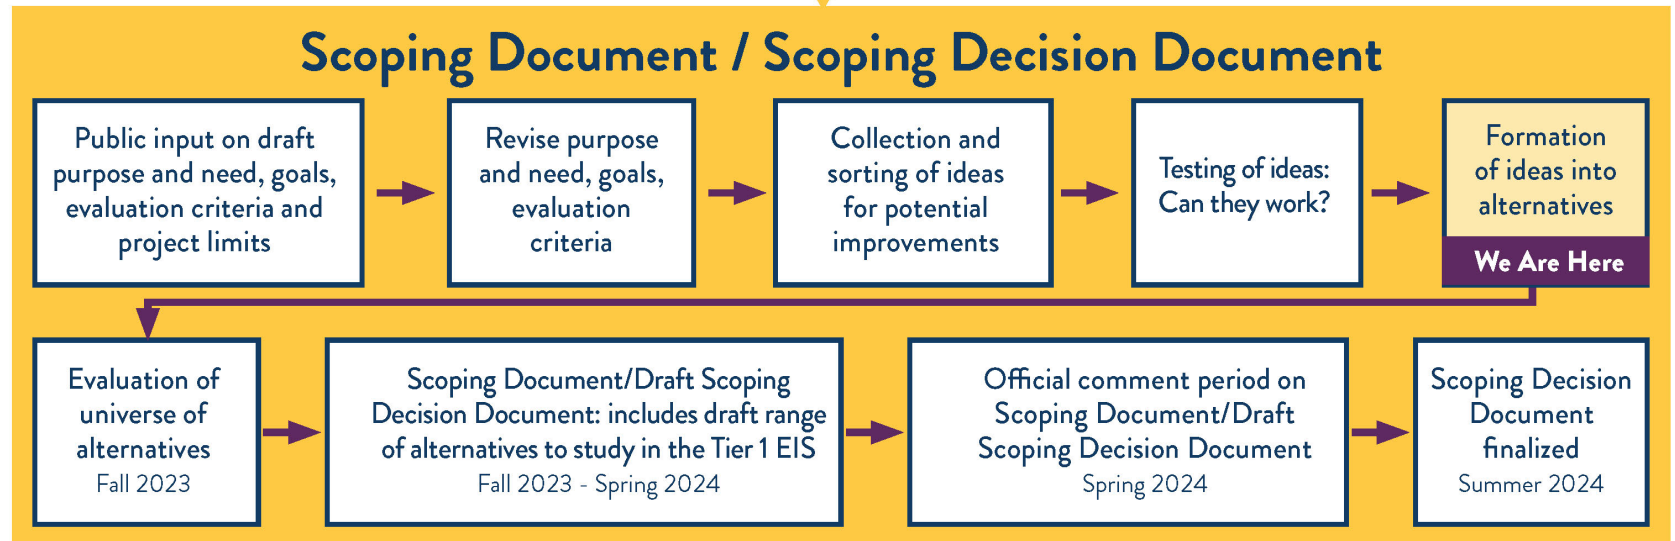 Scoping Document / Scoping Decision Document
Public input on draft
purpose and need, goals,
evaluation criteria and
project limits
Revise purpose
and need, goals,
evaluation
criteria
Collection and
sorting of ideas
for potential
improvements
Testing of ideas:
Can they work?
Formation
of ideas into
alternatives
We Are Here
Evaluation of
universe of
alternatives
Fall 2023
Scoping Document/Draft Scoping
Decision Document: includes draft range
of alternatives to study in the Tier 1 EIS
Fall 2023 - Spring 2024
Official comment period on
Scoping Document/Draft
Scoping Decision Document
Spring 2024
Scoping Decision
Document
finalized
Summer 2024